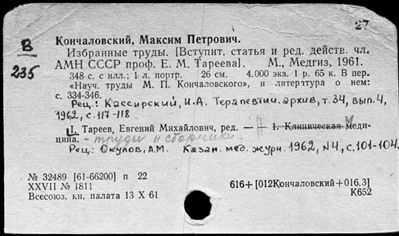 27
Кончаловский, Максим Петрович.
В
235
Избранные труды. [Вступит. статья и ред. действ. чл.
АМН СССР проф. Е. М. Тареева]. М., Медгиз, 1961.
348 с. с илл.; 1 л. портр. 26 см. 4.000 экз. 1 р. 65 к. В пер.
«Науч. труды М. П. Кончаловского», и литература о нем:
с. 334-346.
Рец.: Кассирский, И.А. Терапевтич. архив, т. 34, вып. 4,
1962, с. 117-118
I. Тареев, Евгений Михайлович, ред. — 1. Клиническая меди-
цина. - труды и сборники
Рец.: Окулов, А.М. Казан. мед. журн. 1962, №4, с. 101-104.
№ 32489 [61-66200] п 22
XXVII № 1811
Всесоюз. кн. палата 13 X 61
616+[012Кончаловский+016.3]
К652